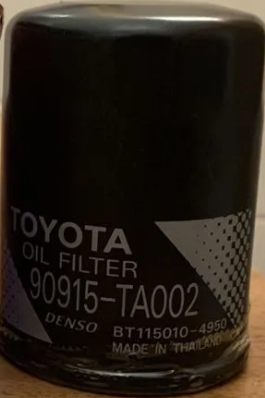 TOYOTA
OIL FILTER
90915-TA002
DENSO BT115010-4950
MADE IN THAILAND